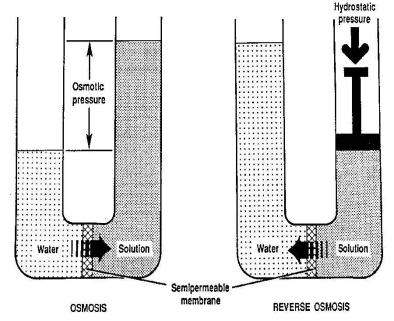 Hydrostatic
pressure
Osmotic
pressure
Water
Solution
Water
Solution
Semipermeable
membrane
OSMOSIS
REVERSE OSMOSIS